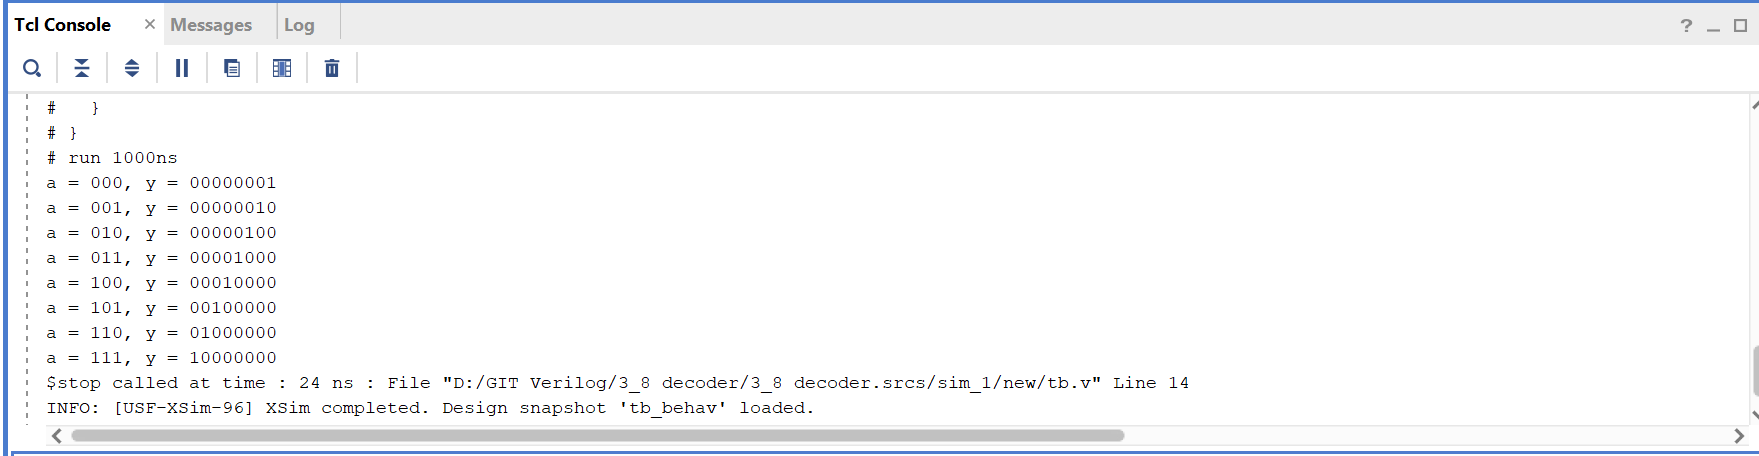 Tcl Console × Messages Log ?
#   }
# }
# run 1000ns
a = 000, y = 00000001
a = 001, y = 00000010
a = 010, y = 00000100
a = 011, y = 00001000
a = 100, y = 00010000
a = 101, y = 00100000
a = 110, y = 01000000
a = 111, y = 10000000
$stop called at time : 24 ns : File "D:/GIT Verilog/3_8 decoder/3_8 decoder.srcs/sim_1/new/tb.v" Line 14
INFO: [USF-XSim-96] XSim completed. Design snapshot 'tb_behav' loaded.